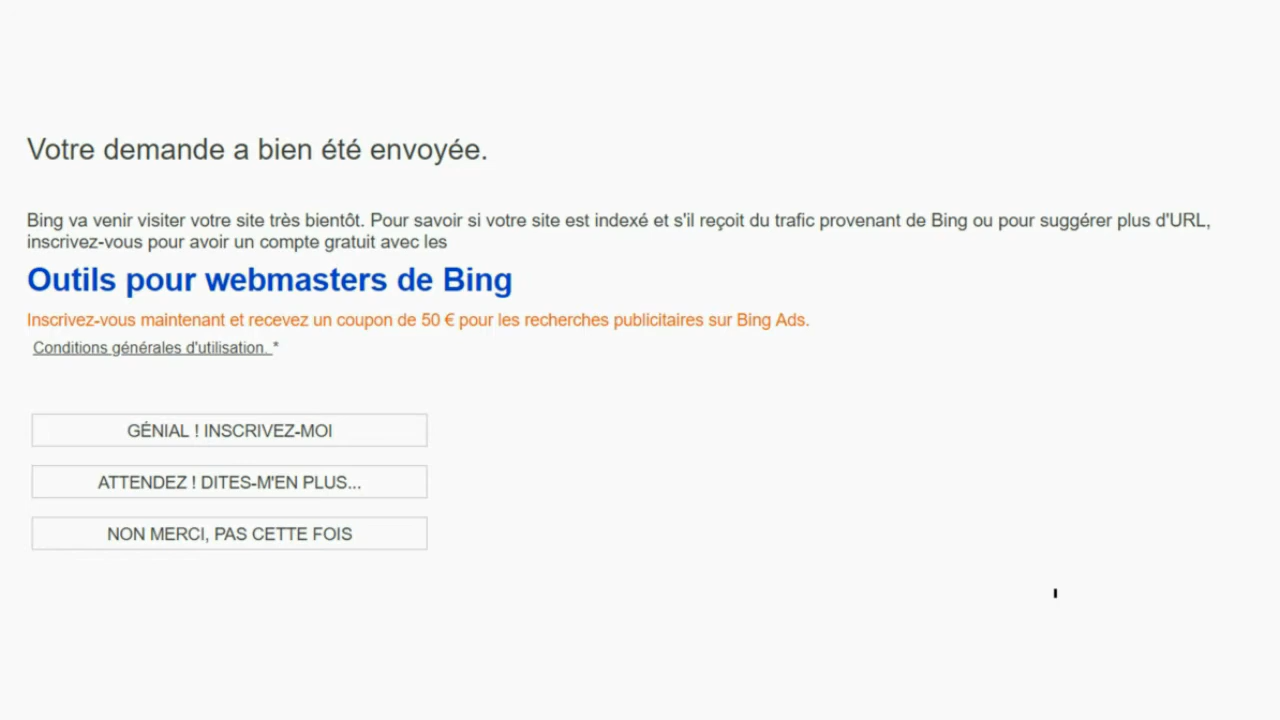 Votre demande a bien été envoyée.
Bing va venir visiter votre site très bientôt. Pour savoir si votre site est indexé et s'il reçoit du trafic provenant de Bing ou pour suggérer plus d'URL,
inscrivez-vous pour avoir un compte gratuit avec les
Outils pour webmasters de Bing
Inscrivez-vous maintenant et recevez un coupon de 50 € pour les recherches publicitaires sur Bing Ads.
Conditions générales d'utilisation. *
GÉNIAL ! INSCRIVEZ-MOI
ATTENDEZ ! DITES-M'EN PLUS...
NON MERCI, PAS CETTE FOIS